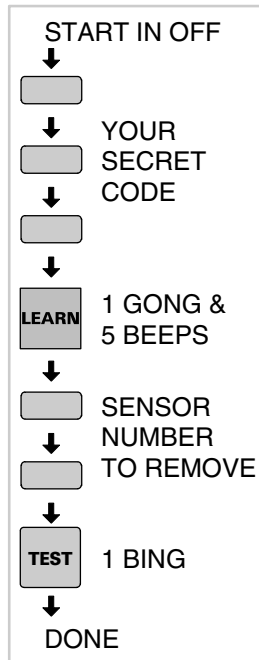 START IN OFF
YOUR
SECRET
CODE
LEARN
1 GONG &
5 BEEPS
SENSOR
NUMBER
TO REMOVE
TEST
1 BING
DONE